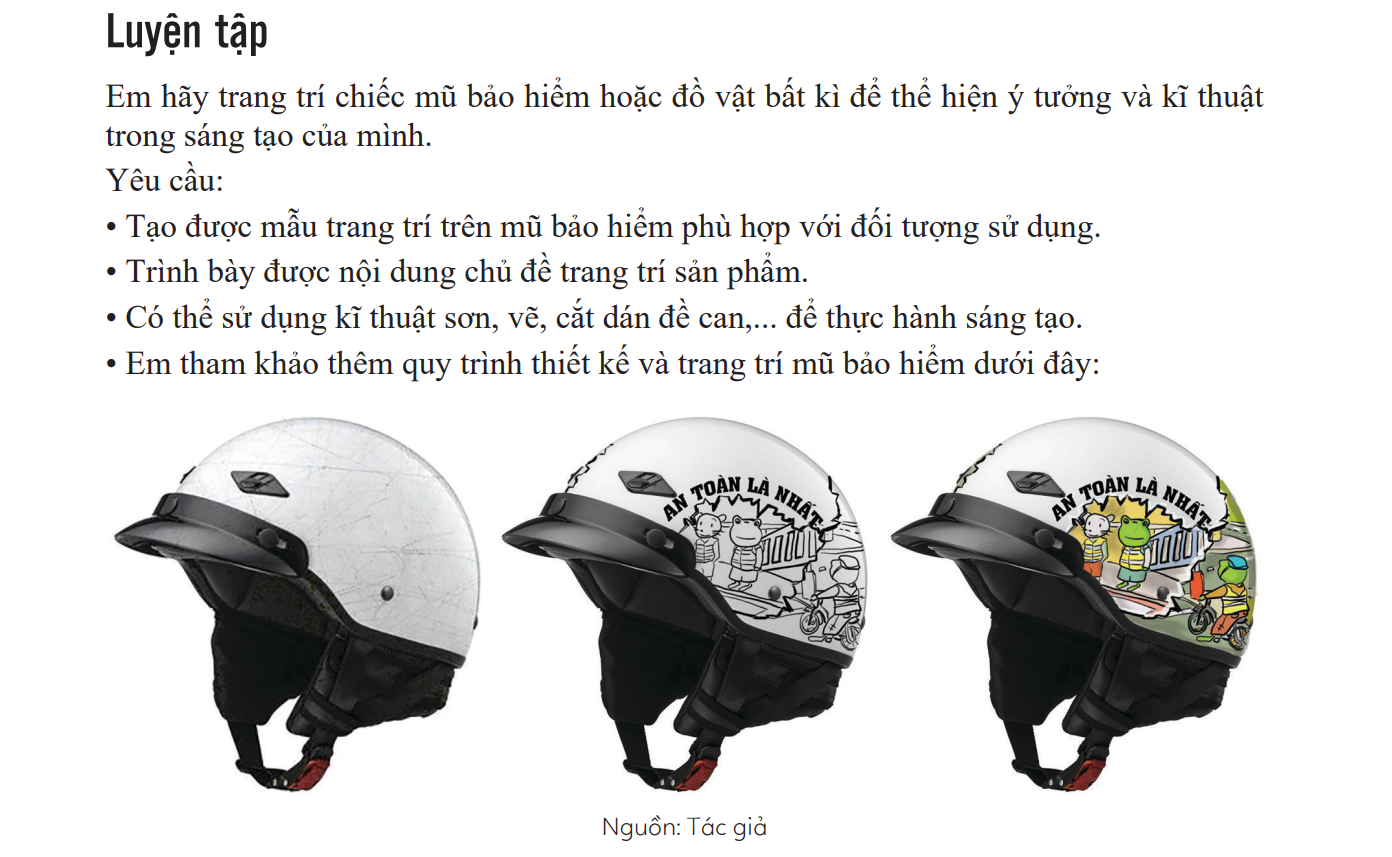 Luyện tập
Em hãy trang trí chiếc mũ bảo hiểm hoặc đồ vật bất kì để thể hiện ý tưởng và kĩ thuật
trong sáng tạo của mình.
Yêu cầu:
• Tạo được mẫu trang trí trên mũ bảo hiểm phù hợp với đối tượng sử dụng.
• Trình bày được nội dung chủ đề trang trí sản phẩm.
• Có thể sử dụng kĩ thuật sơn, vẽ, cắt dán đề can,... để thực hành sáng tạo.
• Em tham khảo thêm quy trình thiết kế và trang trí mũ bảo hiểm dưới đây:
AN TOÀN LÀ NHẤT
AN TOÀN LÀ NHẤT
Nguồn: Tác giả